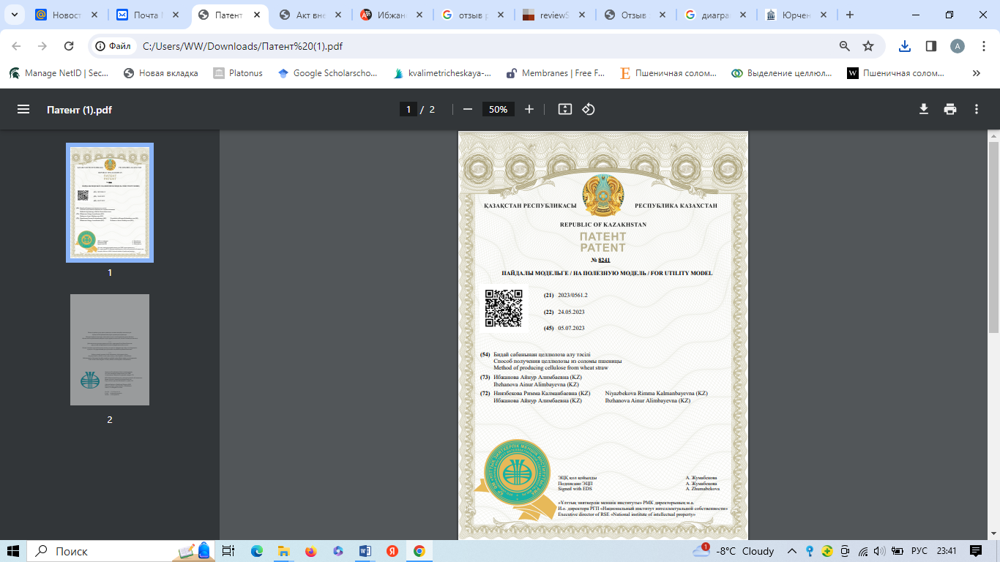 Новост
Почта
Патент
Акт вне
Ибжан
отзыв р
reviewS
Отзыв
диагра
Юрчен
Файл
C:/Users/WW/Downloads/Патент%20(1).pdf
A
Manage NetID | Sec...
Новая вкладка
Platonus
Google Scholarscho...
kvalimetricheskaya-...
Membranes | Free F...
Пшеничная солом...
Выделение целлюл...
Пшеничная солом...
Патент (1).pdf
1 / 2
50%
1
2
ҚАЗАҚСТАН РЕСПУБЛИКАСЫ
РЕСПУБЛИКА КАЗАХСТАН
REPUBLIC OF KAZAKHSTAN
ПАТЕНТ
PATENT
№ 8241
ПАЙДАЛЫ МОДЕЛЬГЕ / НА ПОЛЕЗНУЮ МОДЕЛЬ / FOR UTILITY MODEL
(21) 2023/0561.2
(22) 24.05.2023
(45) 05.07.2023
(54) Бидай сабанынан целлюлоза алу тәсілі
Способ получения целлюлозы из соломы пшеницы
Method of producing cellulose from wheat straw
(73) Ибжанова Айнур Алимбаевна (KZ)
Ibzhanova Ainur Alimbayevna (KZ)
(72) Ниязбекова Римма Калманбаевна (KZ) Niyazbekova Rimma Kalmanbayevna (KZ)
Ибжанова Айнур Алимбаевна (KZ) Ibzhanova Ainur Alimbayevna (KZ)
ЭЦҚ қол қойылды А. Жумабекова
Подписано ЭЦП А. Жумабекова
Signed with EDS A. Zhumabekova
«Ұлттық зияткерлік меншік институты» РМК директорының м.а.
И.о. директора РГП «Национальный институт интеллектуальной собственности»
Executive director of RSE «National institute of intellectual property»
Поиск
1
-8°C Cloudy
РУС
23:41